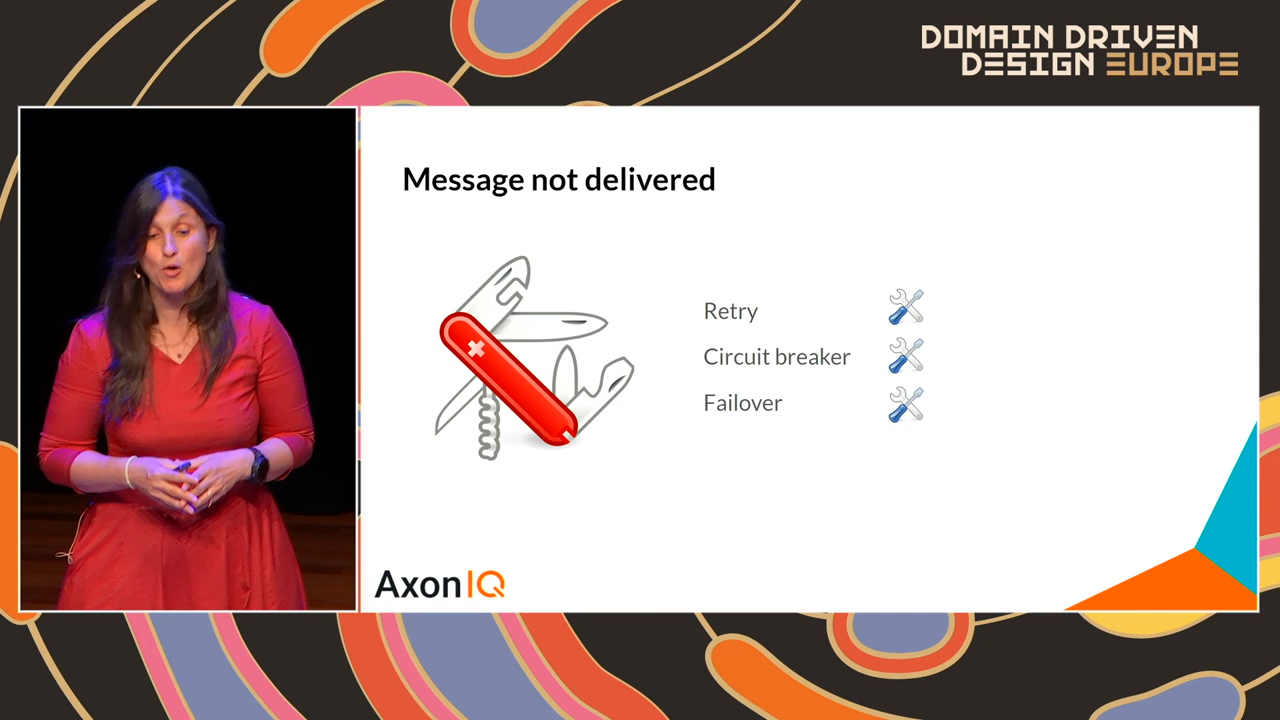 DOMAIN DRIVEN
DESIGN EUROPE
Message not delivered
Retry
Circuit breaker
Failover
AxonIQ